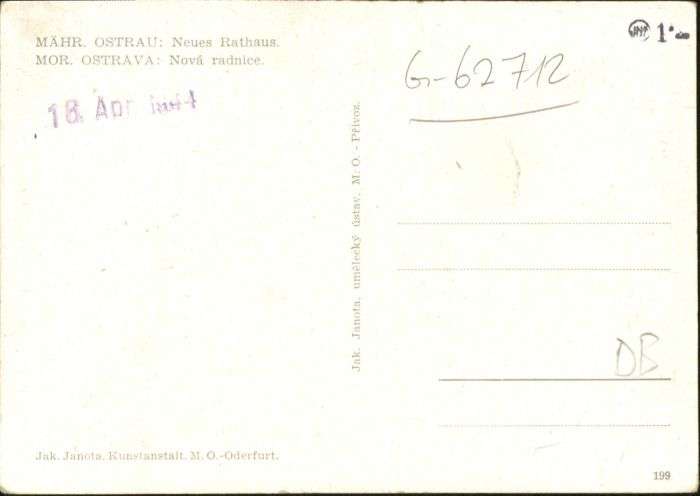 MÄHR. OSTRAU: Neues Rathaus.
MOR. OSTRAVA: Nová radnice.
18. Apr
1·-
G-62712
Jak. Janota, umělecký ústav. M. O. - Přívoz.
DB
Jak. Janota, Kunstanstalt. M. O.-Oderfurt.
199